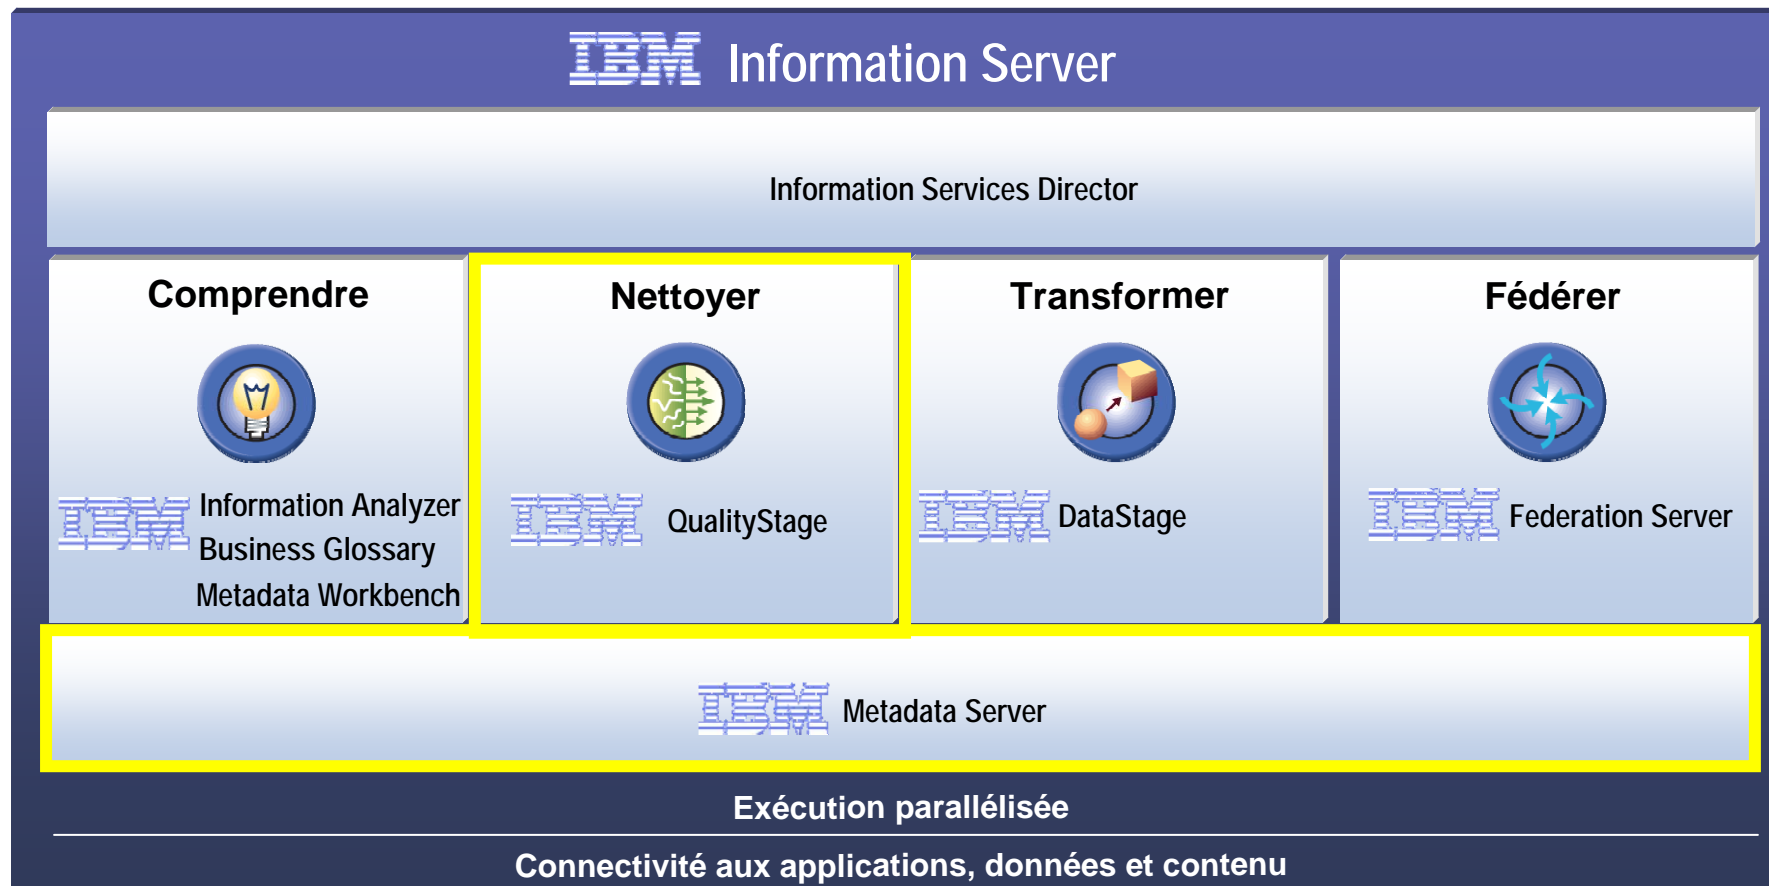 IBM Information Server
Information Services Director
Comprendre
IBM Information Analyzer
Business Glossary
Metadata Workbench
Nettoyer
IBM QualityStage
Transformer
IBM DataStage
Fédérer
IBM Federation Server
IBM Metadata Server
Exécution parallélisée
Connectivité aux applications, données et contenu